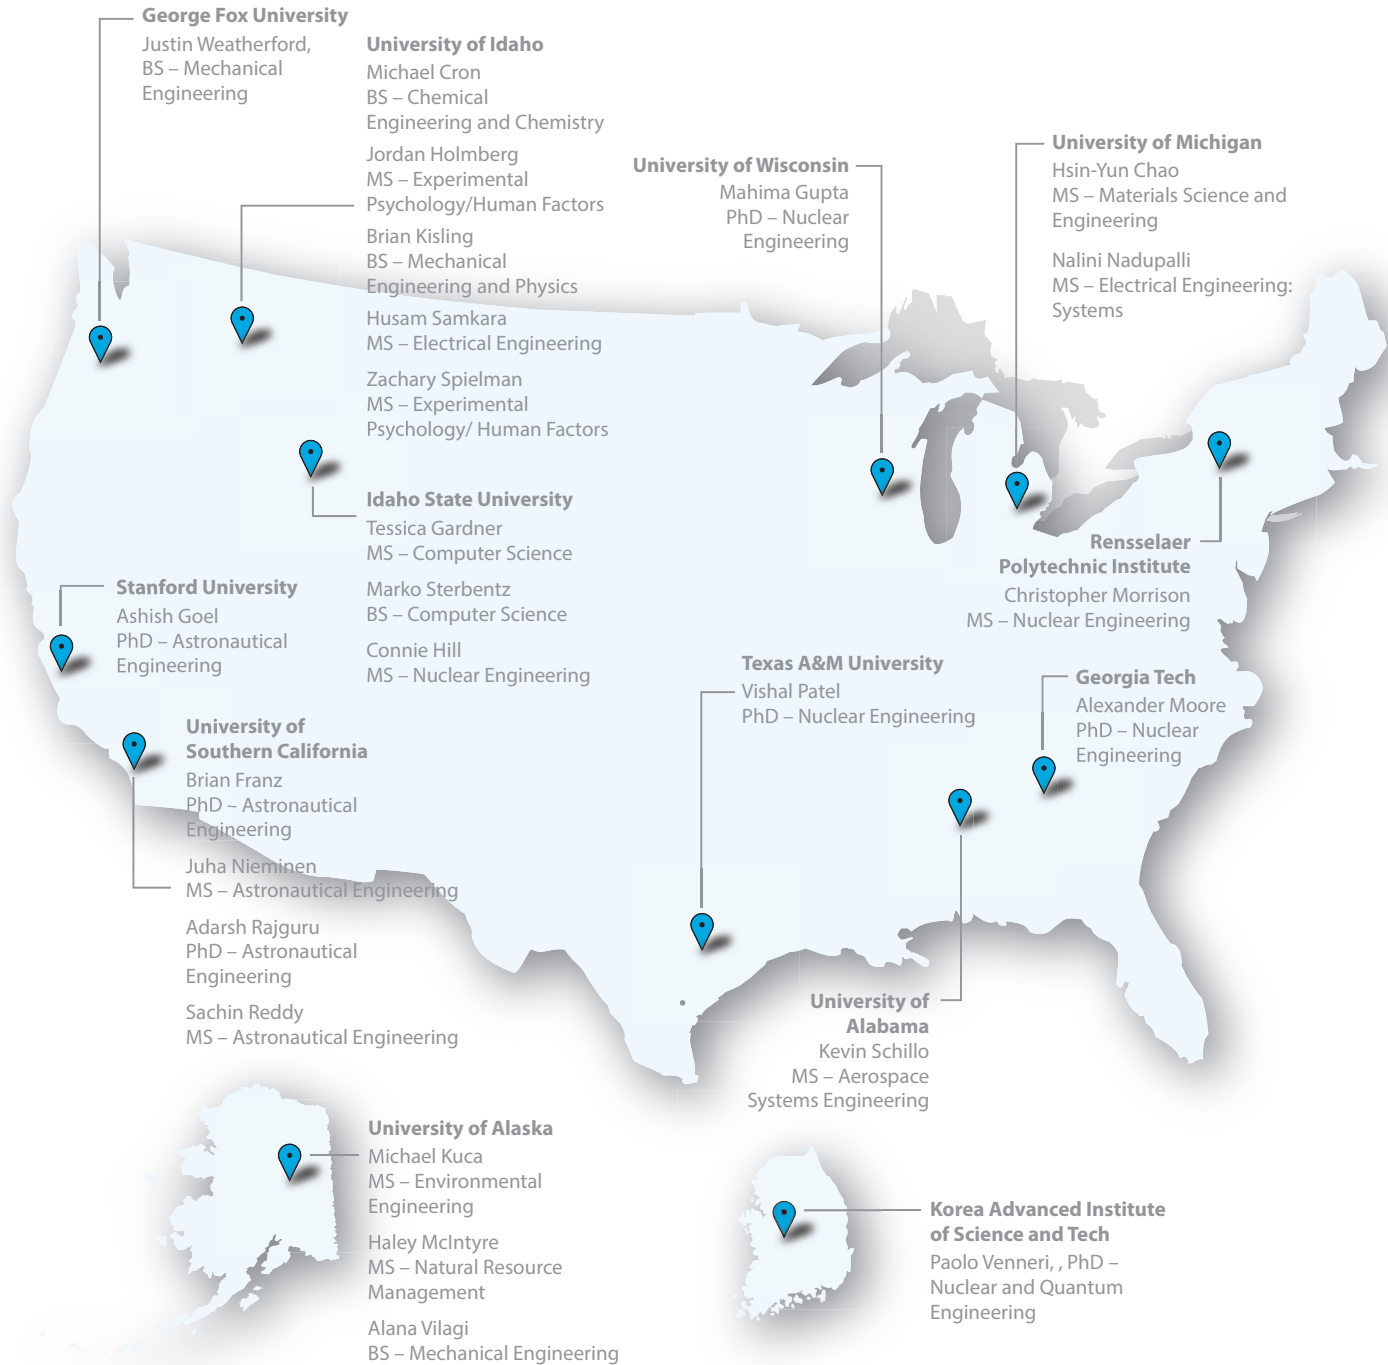 George Fox University
Justin Weatherford,
BS – Mechanical
Engineering
University of Idaho
Michael Cron
BS – Chemical
Engineering and Chemistry
Jordan Holmberg
MS – Experimental
Psychology/Human Factors
Brian Kisling
BS – Mechanical
Engineering and Physics
Husam Samkara
MS – Electrical Engineering
Zachary Spielman
MS – Experimental
Psychology/ Human Factors
University of Wisconsin
Mahima Gupta
PhD – Nuclear
Engineering
University of Michigan
Hsin-Yun Chao
MS – Materials Science and
Engineering
Nalini Nadupalli
MS – Electrical Engineering:
Systems
Idaho State University
Tessica Gardner
MS – Computer Science
Marko Sterbentz
BS – Computer Science
Connie Hill
MS – Nuclear Engineering
Rensselaer
Polytechnic Institute
Christopher Morrison
MS – Nuclear Engineering
Stanford University
Ashish Goel
PhD – Astronautical
Engineering
Texas A&M University
Vishal Patel
PhD – Nuclear Engineering
Georgia Tech
Alexander Moore
PhD – Nuclear
Engineering
University of
Southern California
Brian Franz
PhD – Astronautical
Engineering
Juha Nieminen
MS – Astronautical Engineering
Adarsh Rajguru
PhD – Astronautical
Engineering
Sachin Reddy
MS – Astronautical Engineering
University of
Alabama
Kevin Schillo
MS – Aerospace
Systems Engineering
University of Alaska
Michael Kuca
MS – Environmental
Engineering
Haley McIntyre
MS – Natural Resource
Management
Alana Vilagi
BS – Mechanical Engineering
Korea Advanced Institute
of Science and Tech
Paolo Venneri, , PhD –
Nuclear and Quantum
Engineering